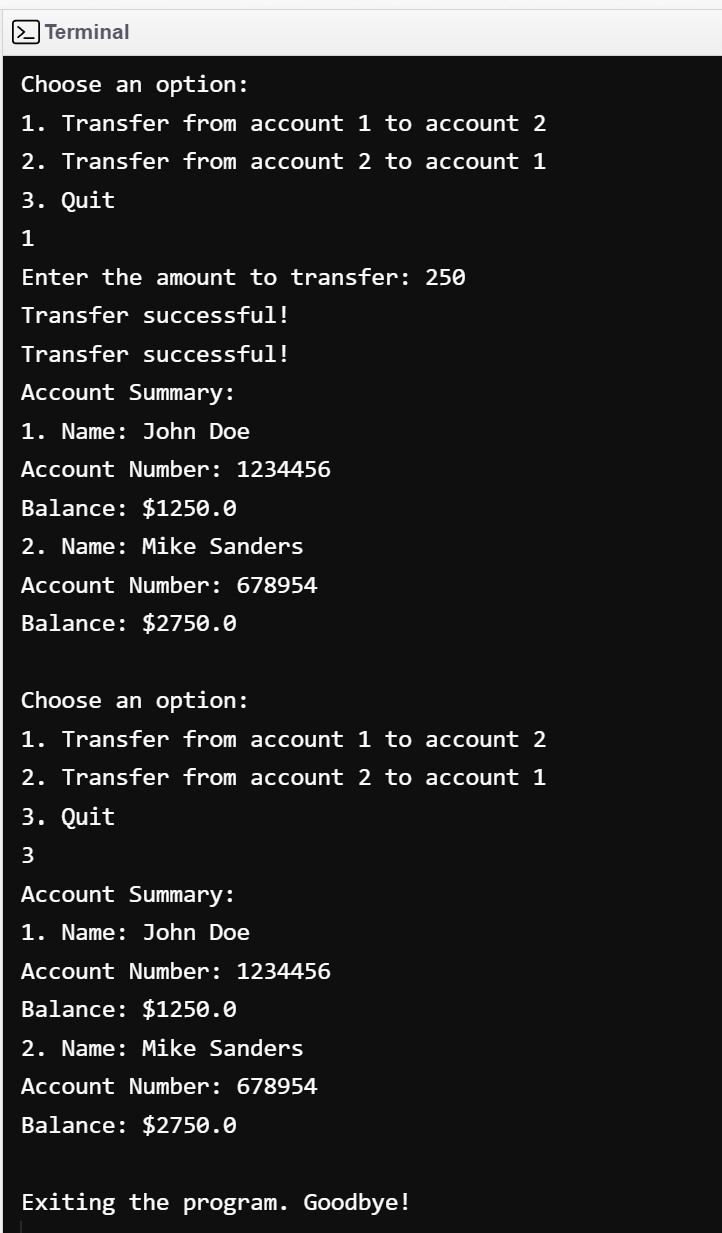 Terminal
Choose an option:
1. Transfer from account 1 to account 2
2. Transfer from account 2 to account 1
3. Quit
1
Enter the amount to transfer: 250
Transfer successful!
Transfer successful!
Account Summary:
1. Name: John Doe
Account Number: 1234456
Balance: $1250.0
2. Name: Mike Sanders
Account Number: 678954
Balance: $2750.0
Choose an option:
1. Transfer from account 1 to account 2
2. Transfer from account 2 to account 1
3. Quit
3
Account Summary:
1. Name: John Doe
Account Number: 1234456
Balance: $1250.0
2. Name: Mike Sanders
Account Number: 678954
Balance: $2750.0
Exiting the program. Goodbye!